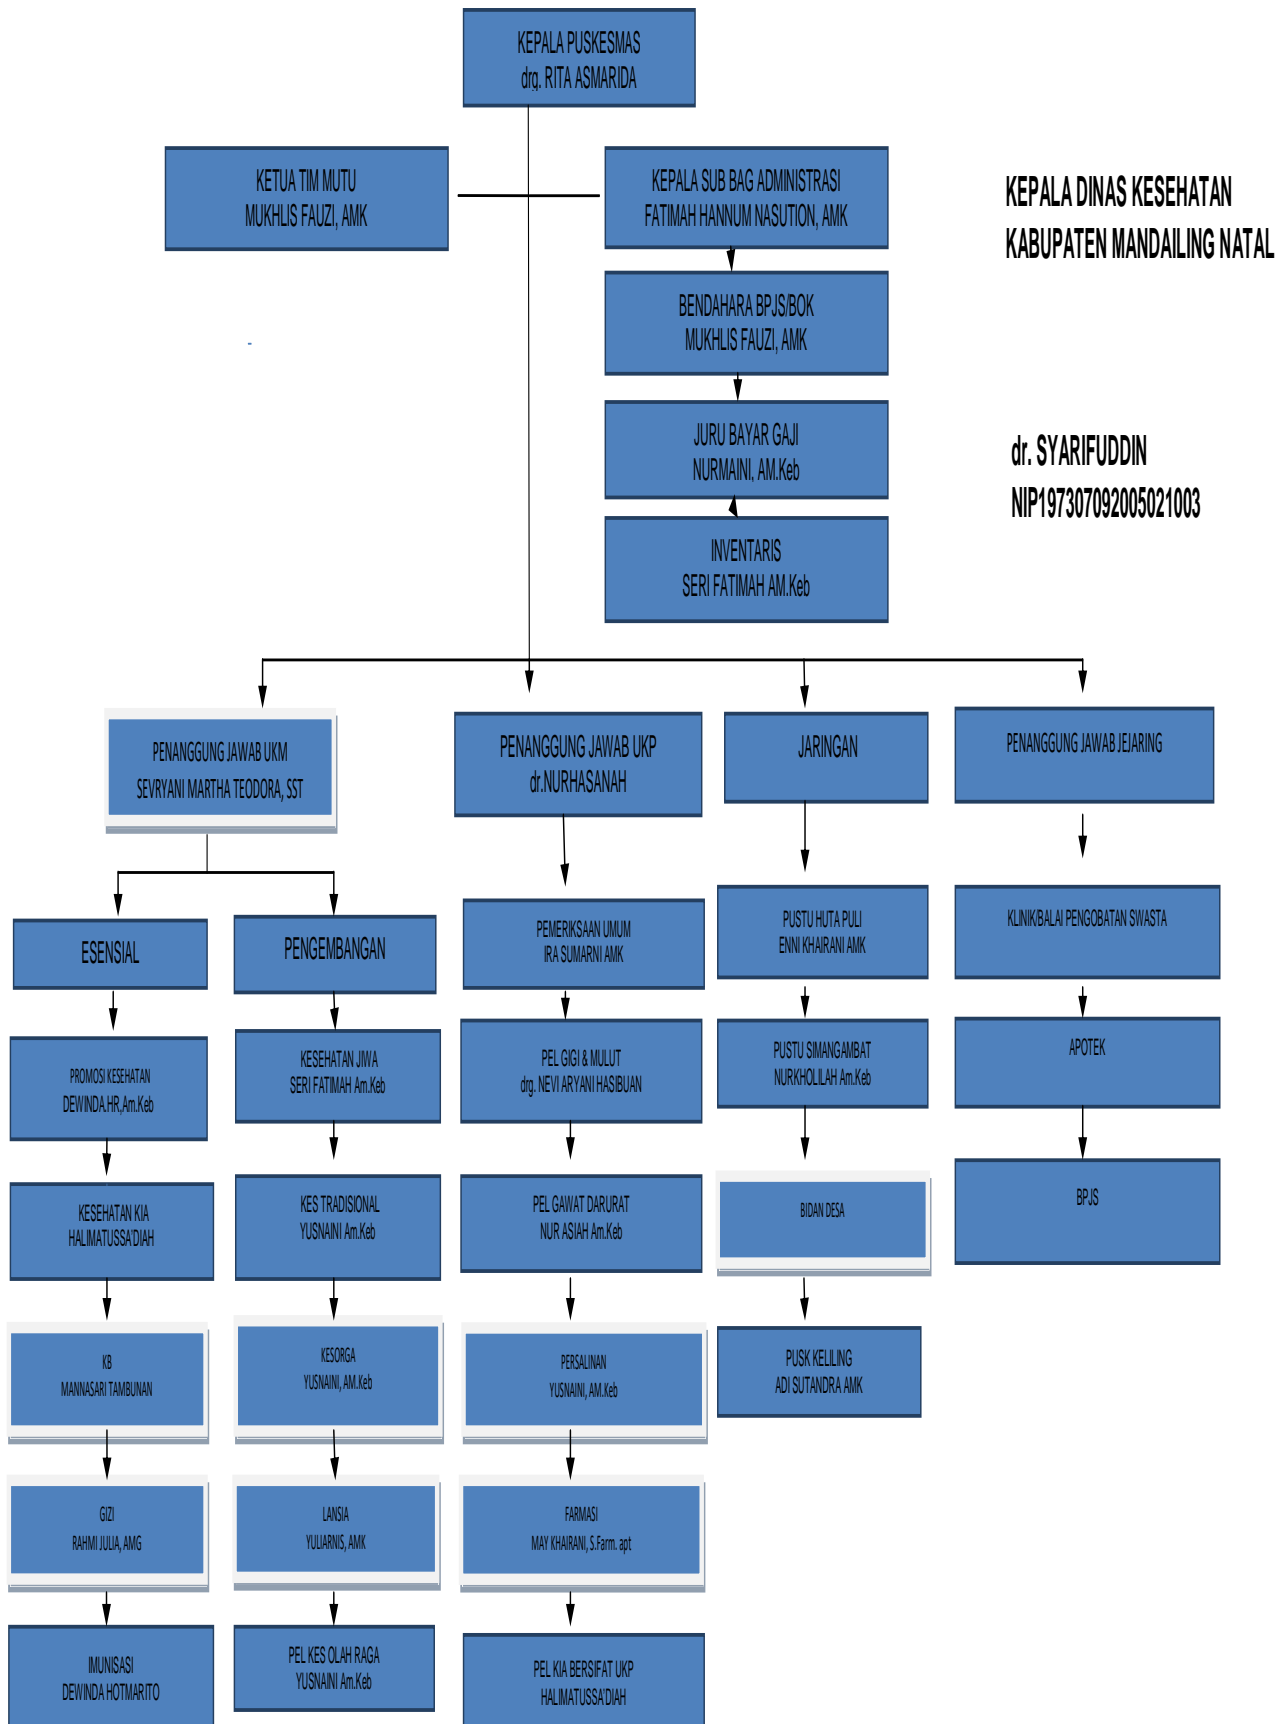 KEPALA PUSKESMAS
drg. RITA ASMARIDA
KETUA TIM MUTU
MUKHLIS FAUZI, AMK
KEPALA SUB BAG ADMINISTRASI
FATIMAH HANNUM NASUTION, AMK
KEPALA DINAS KESEHATAN
KABUPATEN MANDAILING NATAL
BENDAHARA BPJS/BOK
MUKHLIS FAUZI, AMK
JURU BAYAR GAJI
NURMAINI, AM.Keb
dr. SYARIFUDDIN
NIP197307092005021003
INVENTARIS
SERI FATIMAH AM.Keb
PENANGGUNG JAWAB UKM
SEVRYANI MARTHA TEODORA, SST
PENANGGUNG JAWAB UKP
dr.NURHASANAH
JARINGAN
PENANGGUNG JAWAB JEJARING
ESENSIAL
PENGEMBANGAN
PEMERIKSAAN UMUM
IRA SUMARNI AMK
PUSTU HUTA PULI
ENNI KHAIRANI AMK
KLINIK/BALAI PENGOBATAN SWASTA
PROMOSI KESEHATAN
DEWINDA.HR,Am.Keb
KESEHATAN JIWA
SERI FATIMAH Am.Keb
PEL GIGI & MULUT
drg. NEVI ARYANI HASIBUAN
PUSTU SIMANGAMBAT
NURKHOLILAH Am.Keb
APOTEK
KESEHATAN KIA
HALIMATUSSA'DIAH
KES TRADISIONAL
YUSNAINI Am.Keb
PEL GAWAT DARURAT
NUR ASIAH Am.Keb
BIDAN DESA
BPJS
KB
MANNASARI TAMBUNAN
KESORGA
YUSNAINI, AM.Keb
PERSALINAN
YUSNAINI, AM.Keb
PUSK KELILING
ADI SUTANDRA AMK
GIZI
RAHMI JULIA, AMG
LANSIA
YULIARNIS, AMK
FARMASI
MAY KHAIRANI, S.Farm. apt
IMUNISASI
DEWINDA HOTMARITO
PEL KES OLAH RAGA
YUSNAINI Am.Keb
PEL KIA BERSIFAT UKP
HALIMATUSSA'DIAH